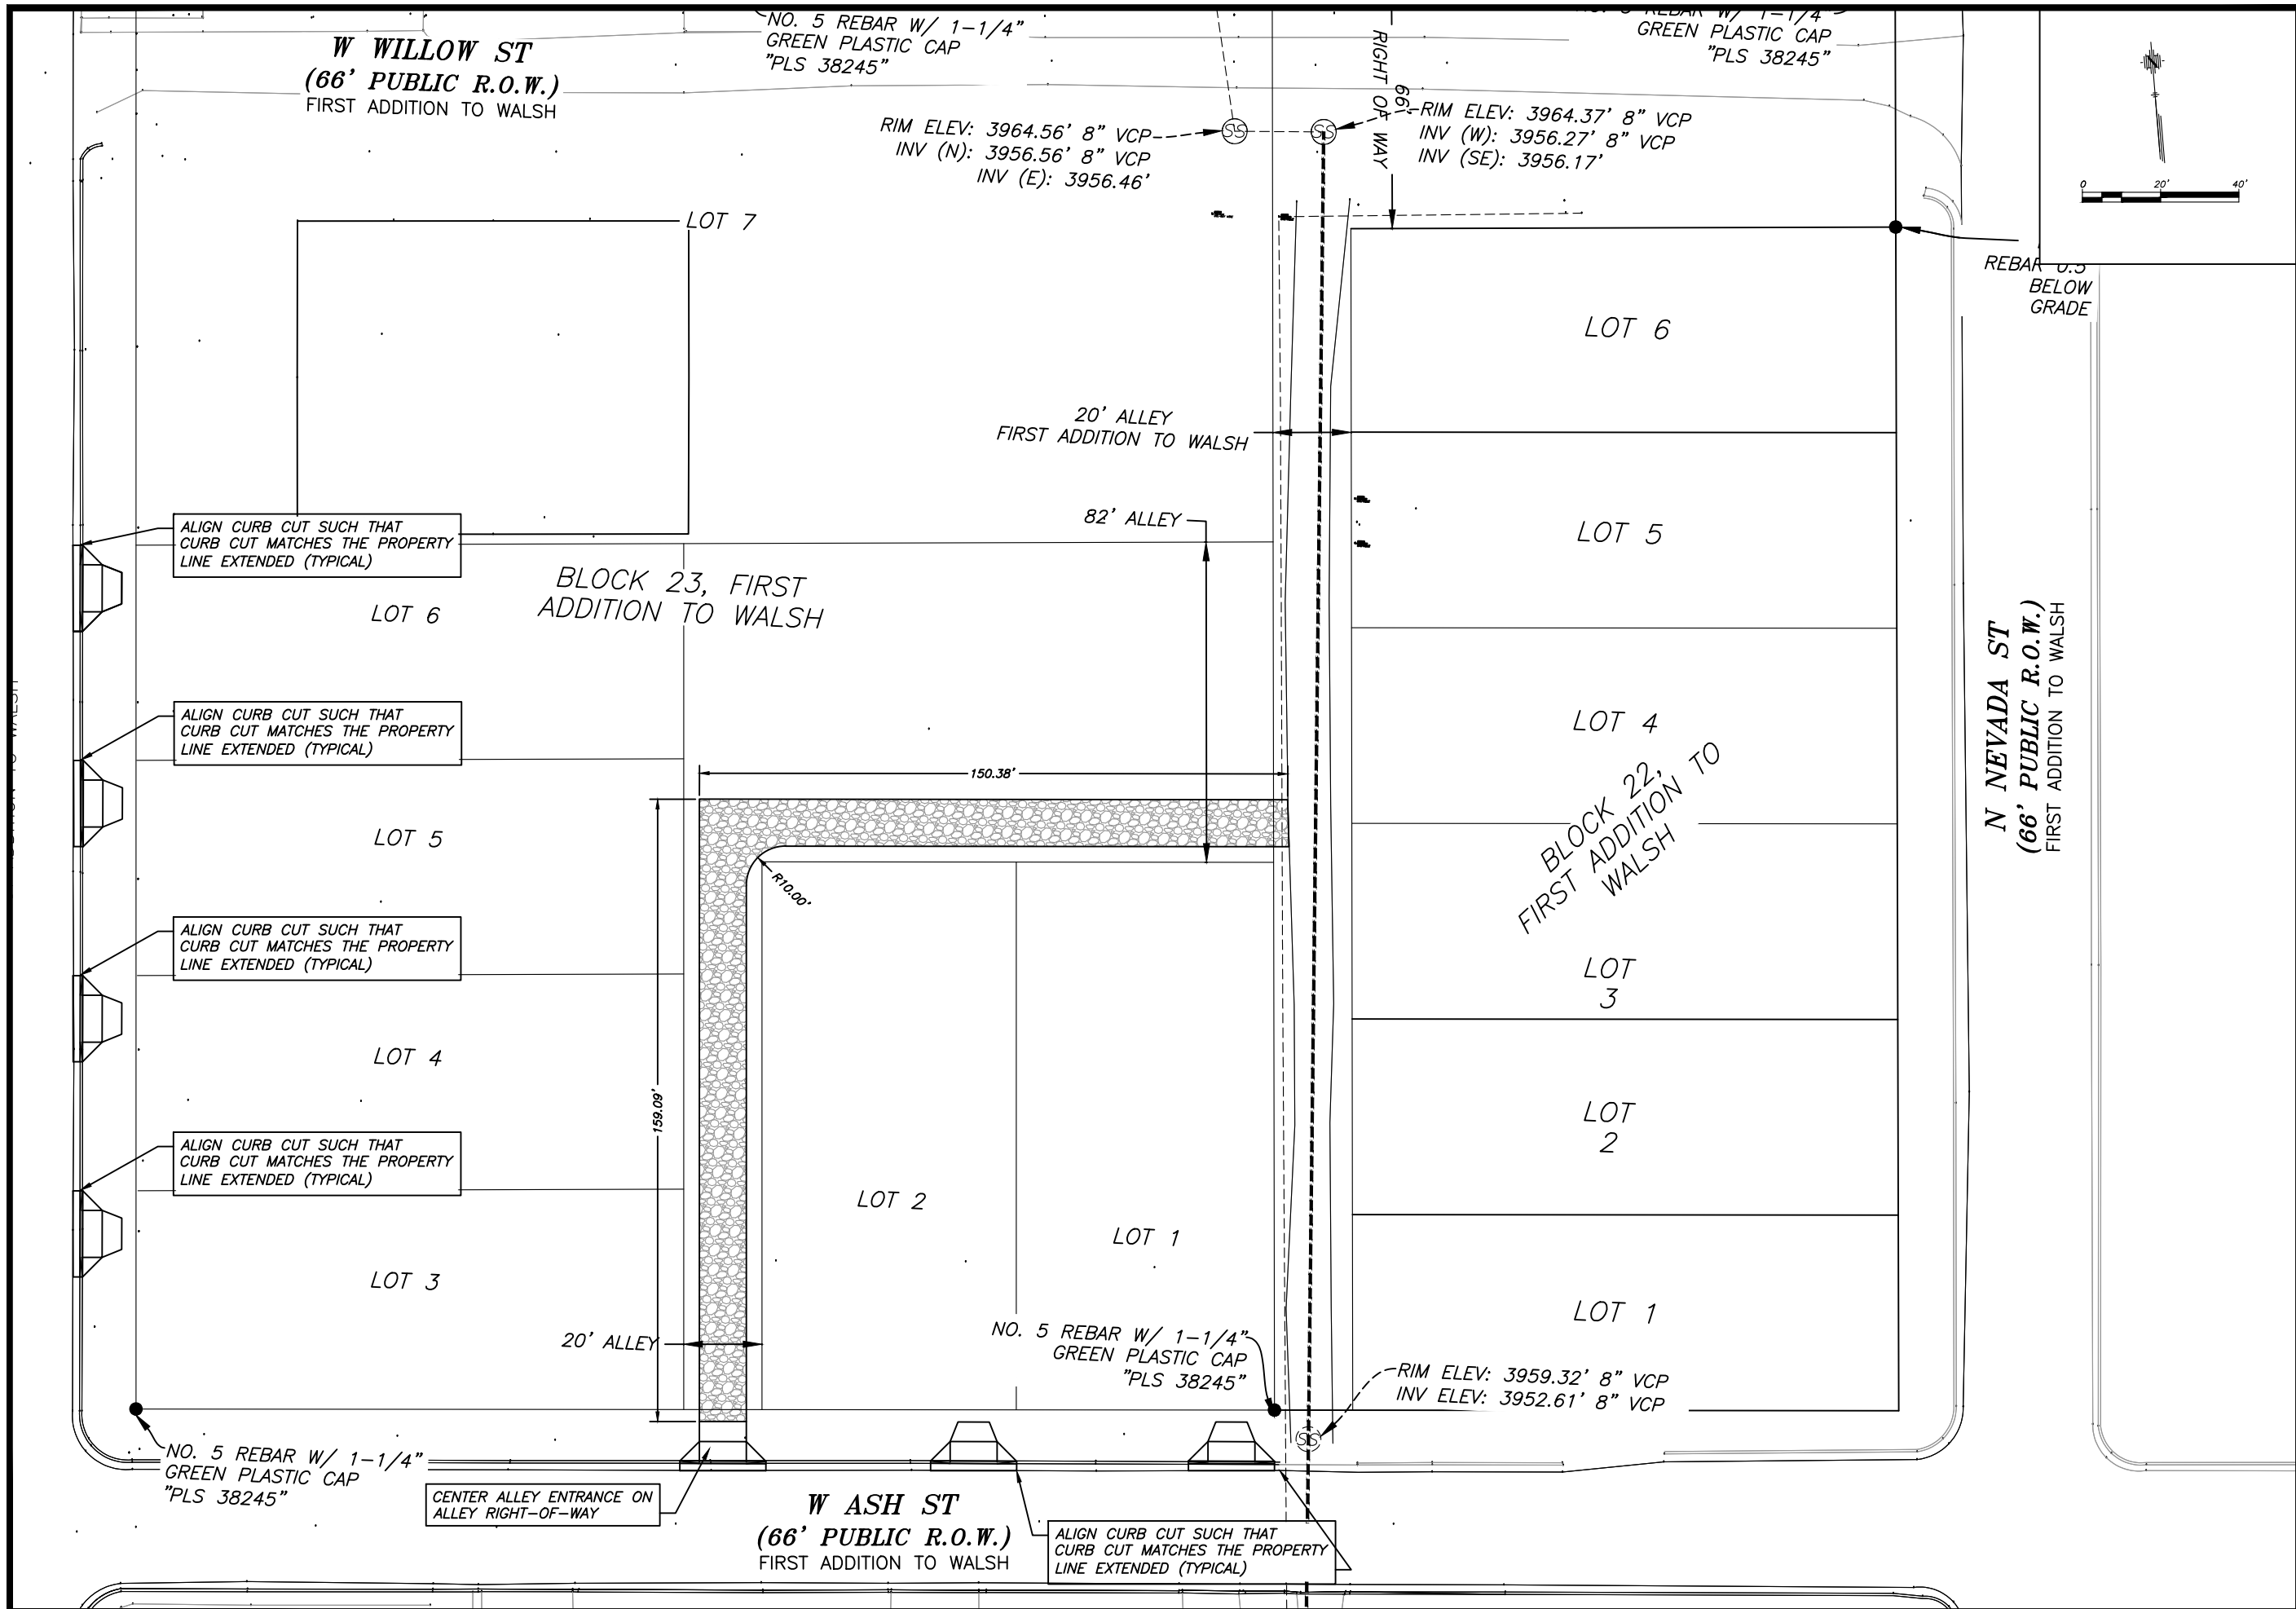 W WILLOW ST
(66' PUBLIC R.O.W.)
FIRST ADDITION TO WALSH
NO. 5 REBAR W/ 1-1/4"
GREEN PLASTIC CAP
"PLS 38245"
GREEN PLASTIC CAP
"PLS 38245"
66'
RIGHT OF WAY
0 20' 40'
RIM ELEV: 3964.56' 8" VCP
INV (N): 3956.56' 8" VCP
INV (E): 3956.46'
SS
SS
RIM ELEV: 3964.37' 8" VCP
INV (W): 3956.27' 8" VCP
INV (SE): 3956.17'
LOT 7
REBAR 0.5
BELOW
GRADE
LOT 6
20' ALLEY
FIRST ADDITION TO WALSH
82' ALLEY
LOT 5
ALIGN CURB CUT SUCH THAT
CURB CUT MATCHES THE PROPERTY
LINE EXTENDED (TYPICAL)
BLOCK 23, FIRST
ADDITION TO WALSH
LOT 6
N NEVADA ST
(66' PUBLIC R.O.W.)
FIRST ADDITION TO WALSH
ALIGN CURB CUT SUCH THAT
CURB CUT MATCHES THE PROPERTY
LINE EXTENDED (TYPICAL)
LOT 4
BLOCK 22,
FIRST ADDITION TO
WALSH
150.38'
LOT 5
R10.00'
ALIGN CURB CUT SUCH THAT
CURB CUT MATCHES THE PROPERTY
LINE EXTENDED (TYPICAL)
LOT
3
LOT 4
159.09'
LOT
2
ALIGN CURB CUT SUCH THAT
CURB CUT MATCHES THE PROPERTY
LINE EXTENDED (TYPICAL)
LOT 2
LOT 1
LOT 3
LOT 1
20' ALLEY
NO. 5 REBAR W/ 1-1/4"
GREEN PLASTIC CAP
"PLS 38245"
RIM ELEV: 3959.32' 8" VCP
INV ELEV: 3952.61' 8" VCP
SS
NO. 5 REBAR W/ 1-1/4"
GREEN PLASTIC CAP
"PLS 38245"
CENTER ALLEY ENTRANCE ON
ALLEY RIGHT-OF-WAY
W ASH ST
(66' PUBLIC R.O.W.)
FIRST ADDITION TO WALSH
ALIGN CURB CUT SUCH THAT
CURB CUT MATCHES THE PROPERTY
LINE EXTENDED (TYPICAL)